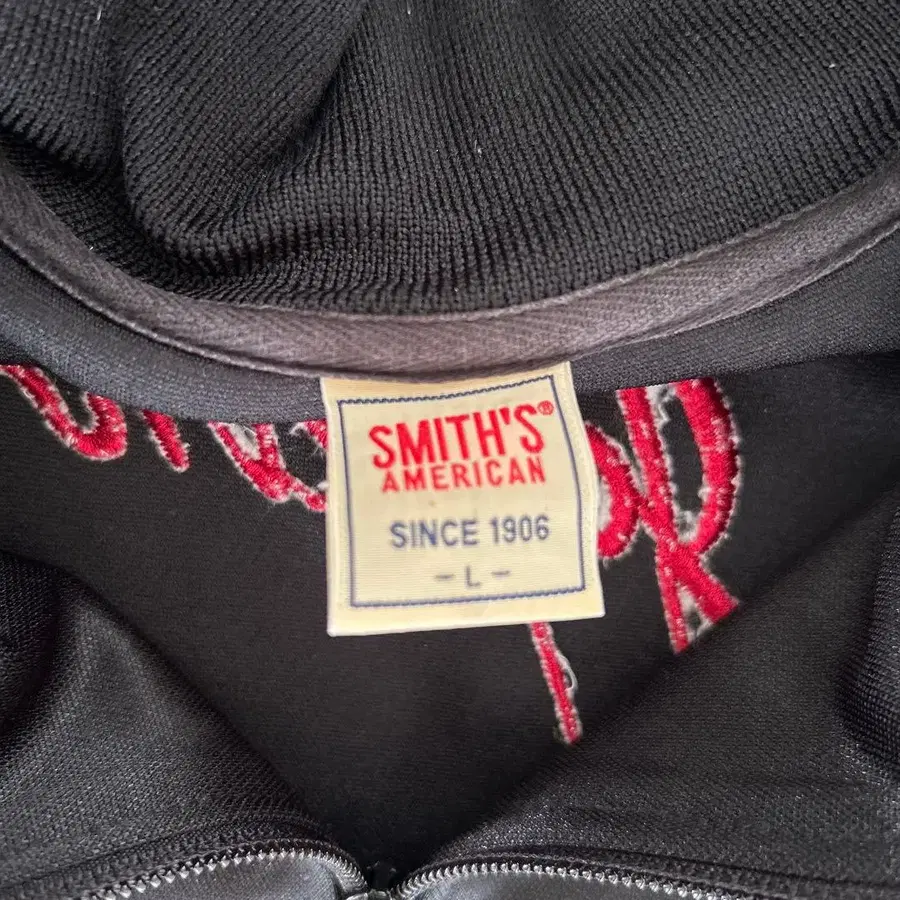 SMITH'S®
AMERICAN
SINCE 1906
- L -